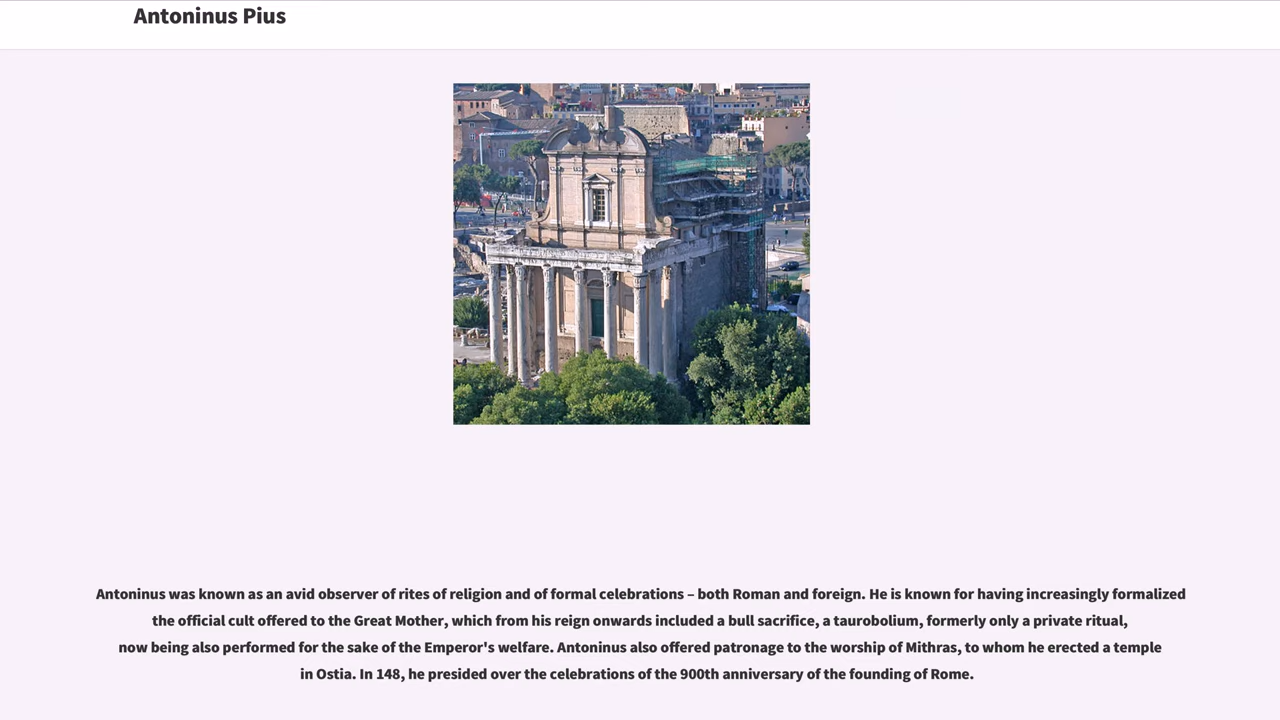 Antoninus Pius
Antoninus was known as an avid observer of rites of religion and of formal celebrations – both Roman and foreign. He is known for having increasingly formalized
the official cult offered to the Great Mother, which from his reign onwards included a bull sacrifice, a taurobolium, formerly only a private ritual,
now being also performed for the sake of the Emperor's welfare. Antoninus also offered patronage to the worship of Mithras, to whom he erected a temple
in Ostia. In 148, he presided over the celebrations of the 900th anniversary of the founding of Rome.